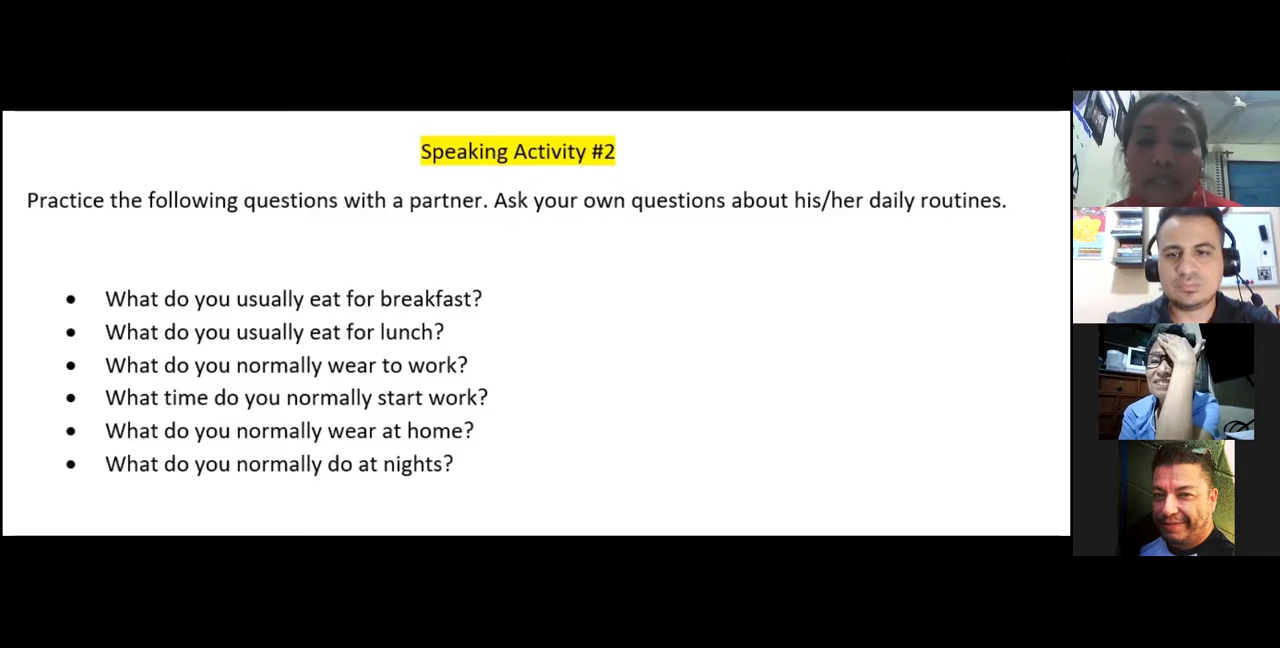 Speaking Activity #2
Practice the following questions with a partner. Ask your own questions about his/her daily routines.
• What do you usually eat for breakfast?
• What do you usually eat for lunch?
• What do you normally wear to work?
• What time do you normally start work?
• What do you normally wear at home?
• What do you normally do at nights?